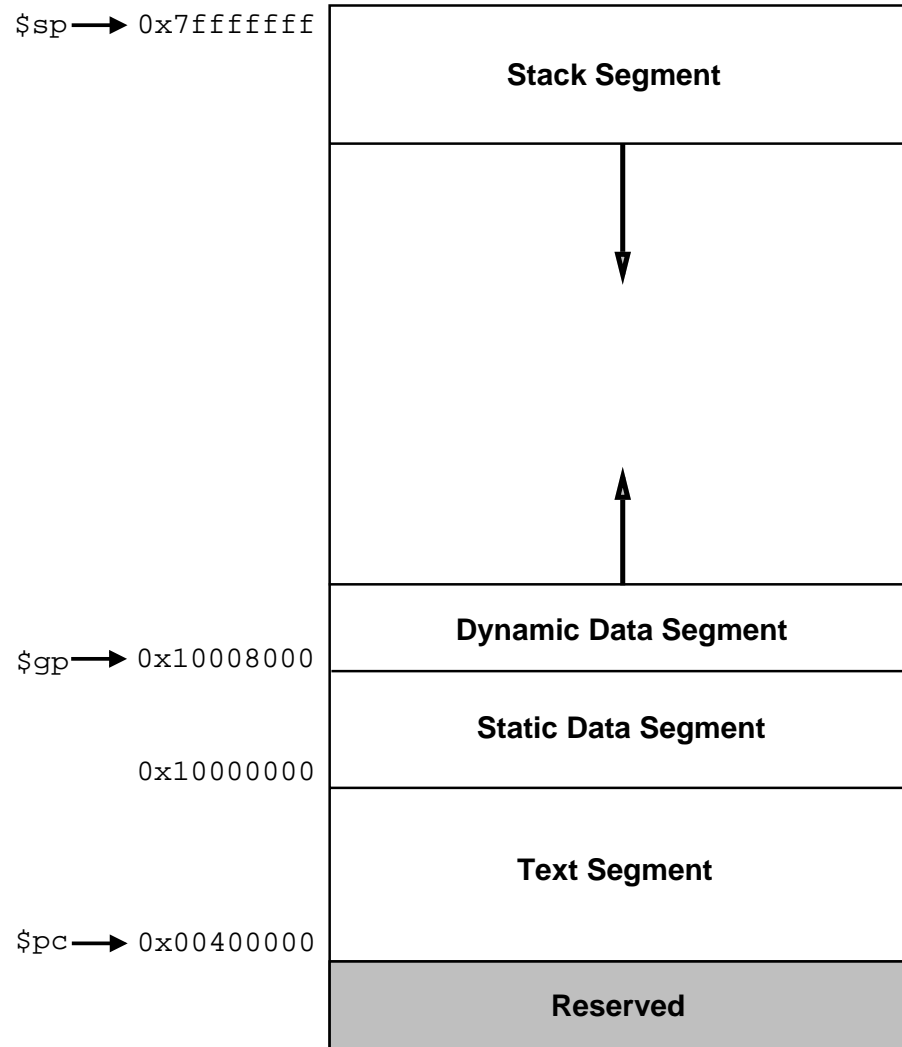 $sp 0x7fffffff
Stack Segment
Dynamic Data Segment
$gp 0x10008000
Static Data Segment
0x10000000
Text Segment
$pc 0x00400000
Reserved